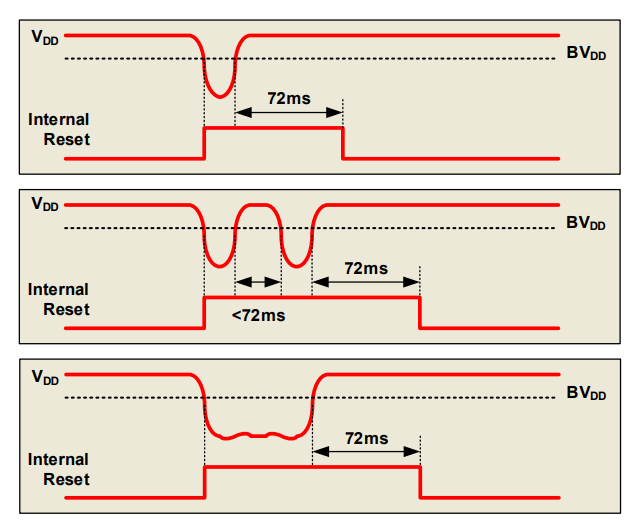 VDD
BVDD
72ms
Internal
Reset
VDD
BVDD
72ms
Internal
Reset
<72ms
VDD
BVDD
72ms
Internal
Reset